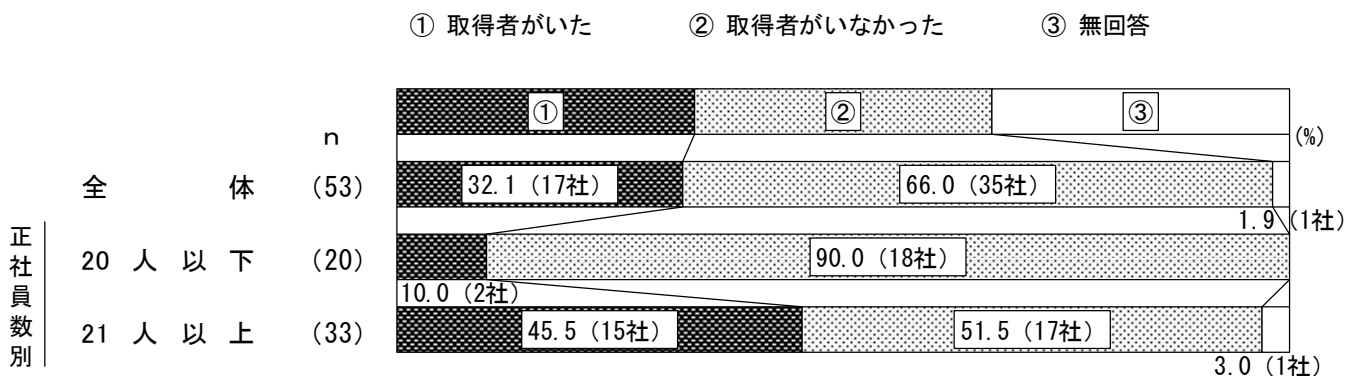 ① 取得者がいた ② 取得者がいなかった ③ 無回答
① ② ③
n
(%)
全体 (53) 32.1 (17社) 66.0 (35社)
1.9 (1社)
正社員数別
20人以下 (20) 90.0 (18社)
10.0 (2社)
21人以上 (33) 45.5 (15社) 51.5 (17社)
3.0 (1社)